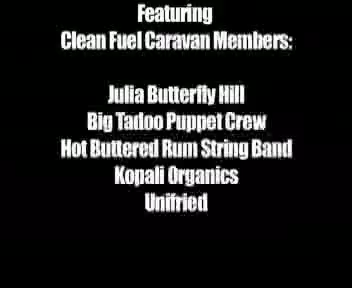 Featuring
Clean Fuel Caravan Members:
Julia Butterfly Hill
Big Tadoo Puppet Crew
Hot Buttered Rum String Band
Kopali Organics
Unifried